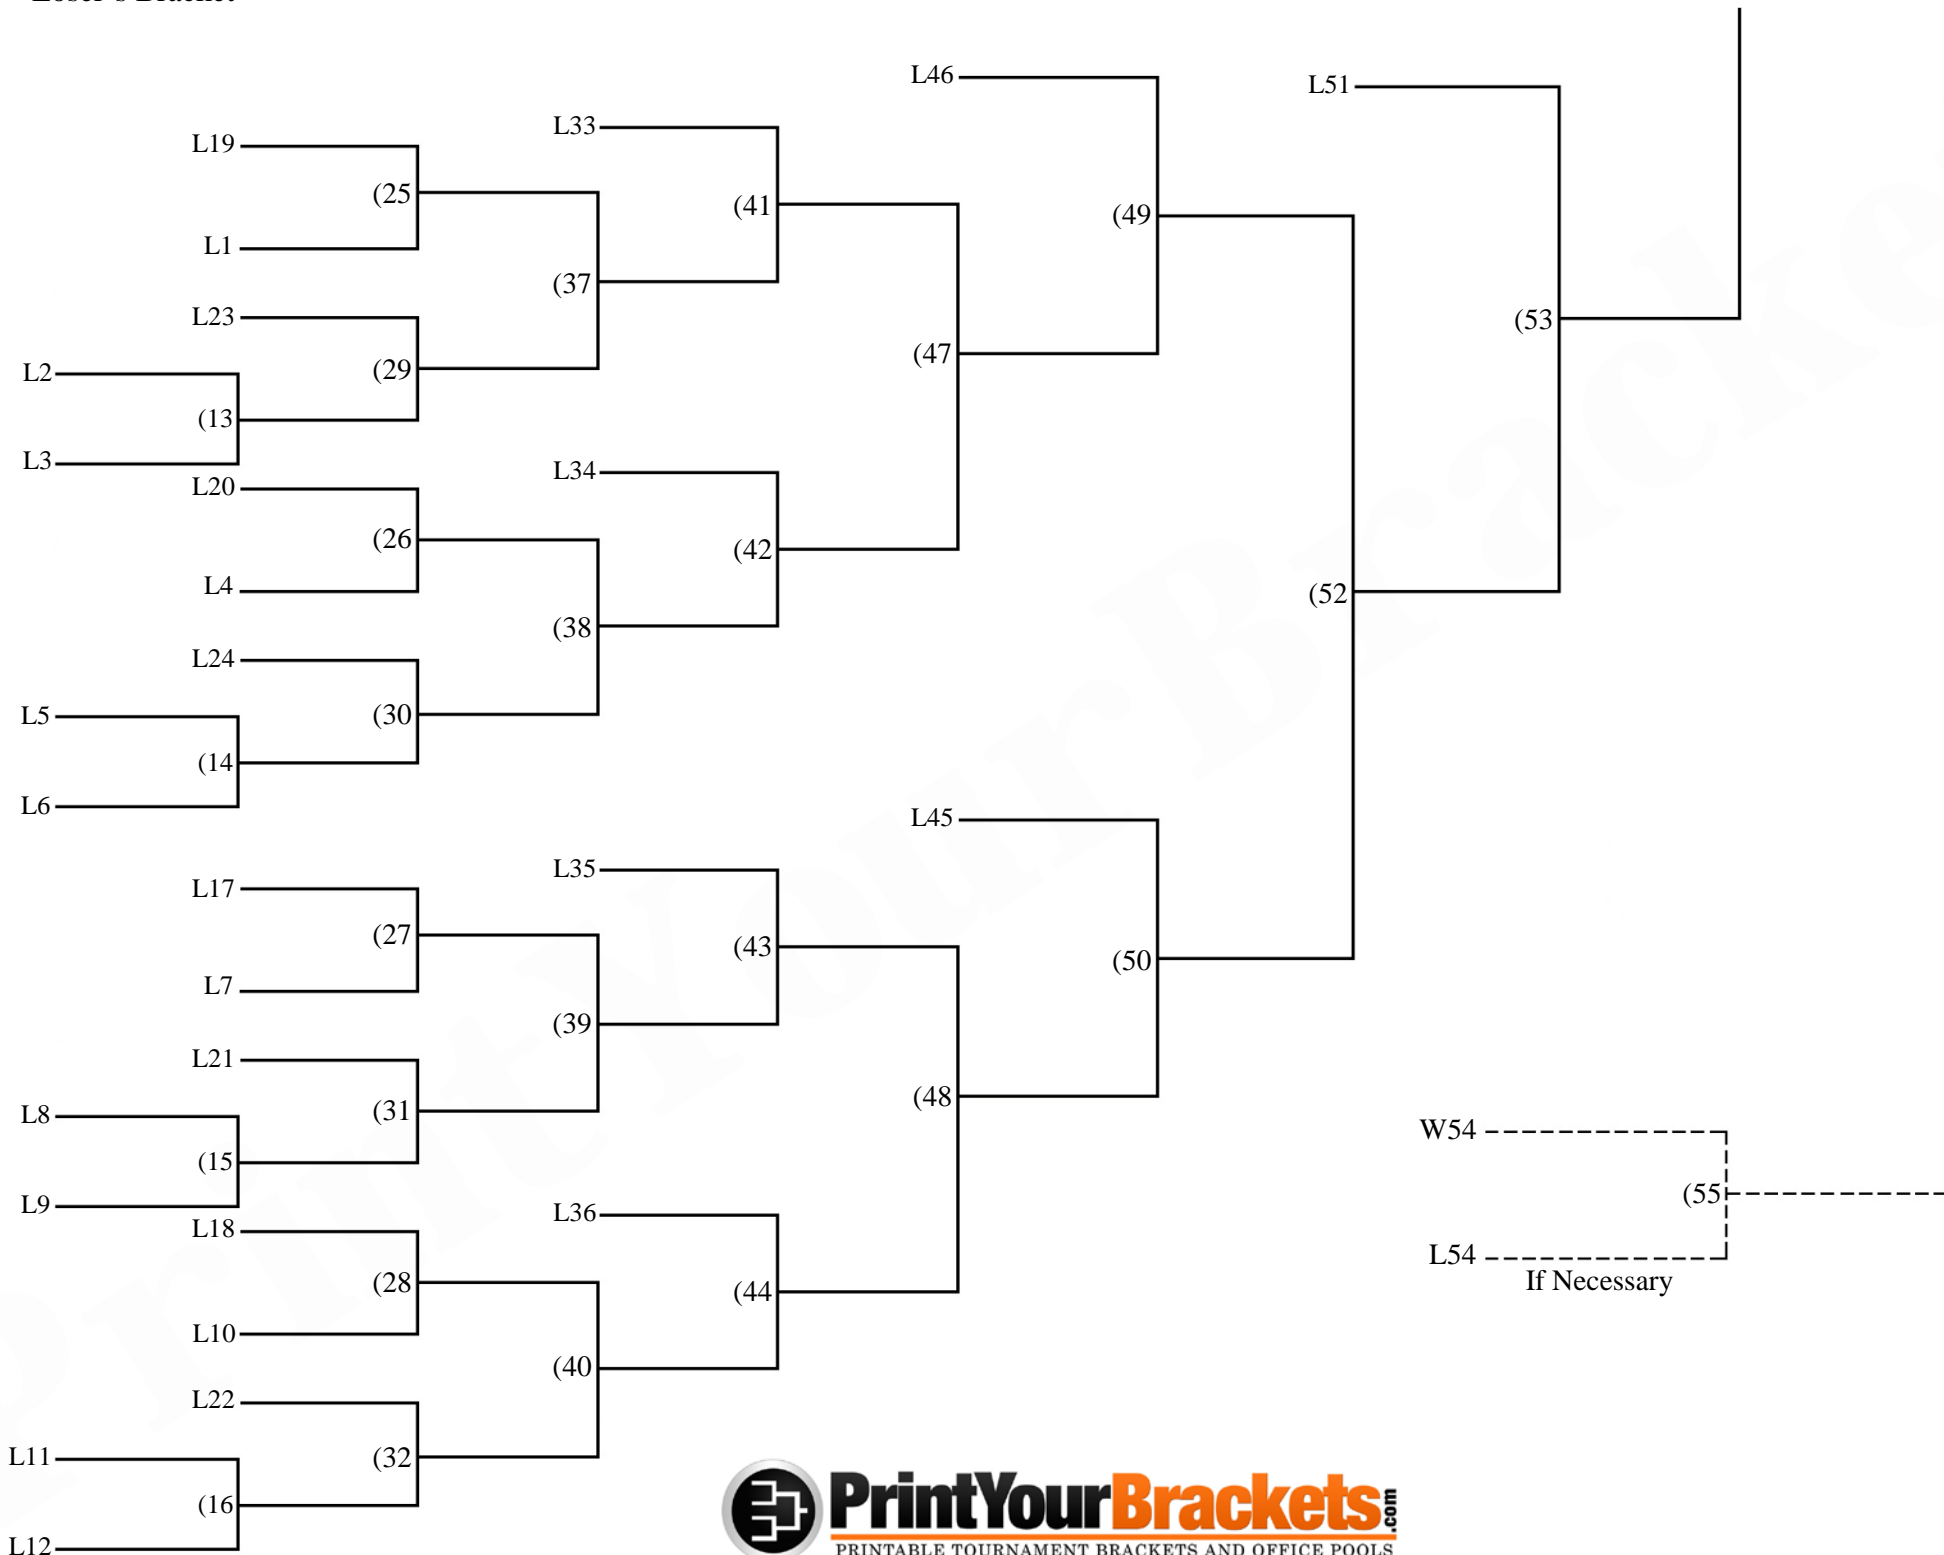 Loser's Bracket
L46
L51
L33
L19
(25
(41
(49
L1
(37
L23
(53
(47
L2
(29
(13
L3
L34
L20
(26
(42
(52
L4
(38
L24
L5
(30
(14
L6
L45
L35
L17
(27
(43
(50
L7
(39
L21
(48
L8
(31
W54
(15
(55
L9
L36
L18
L54
(28
If Necessary
(44
L10
(40
L22
L11
(32
(16
L12
PrintYourBrackets.com
PRINTABLE TOURNAMENT BRACKETS AND OFFICE POOLS
PrintYourBracke